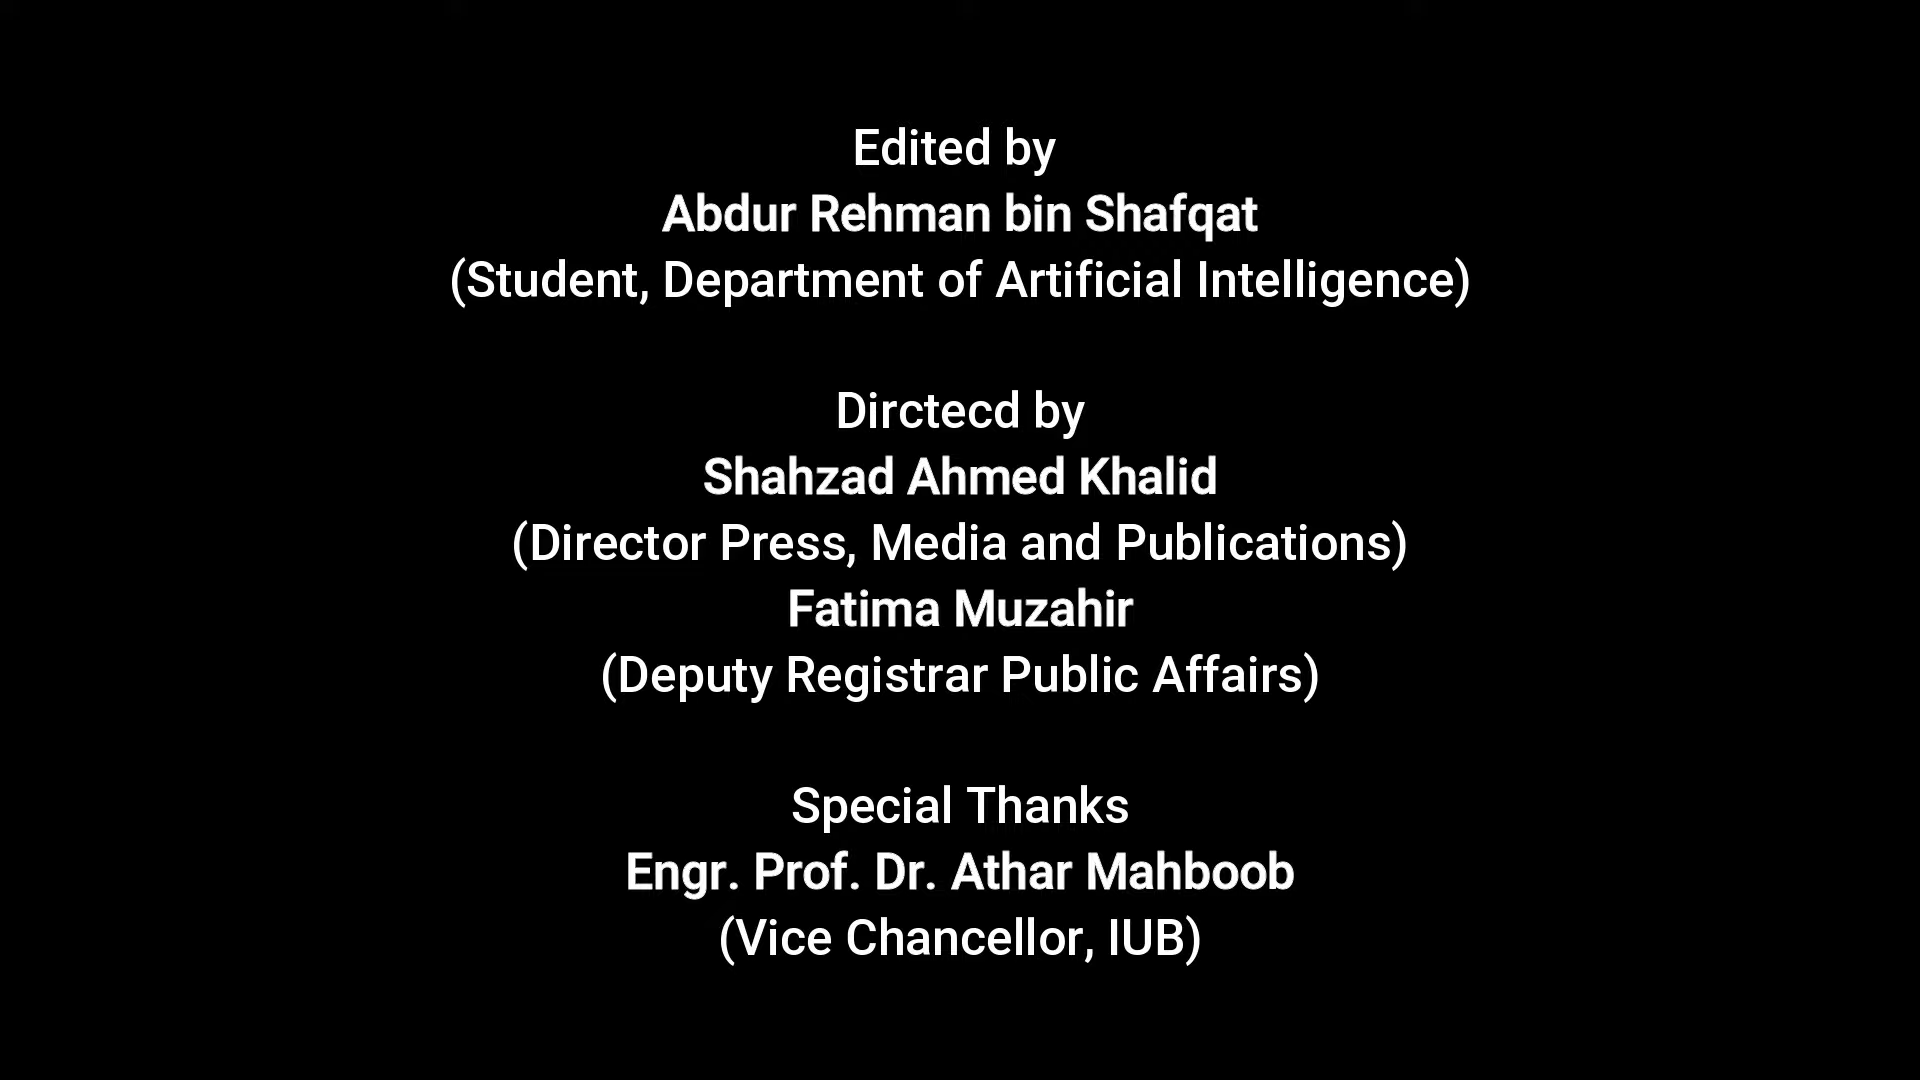 Edited by
Abdur Rehman bin Shafqat
(Student, Department of Artificial Intelligence)
Dirctecd by
Shahzad Ahmed Khalid
(Director Press, Media and Publications)
Fatima Muzahir
(Deputy Registrar Public Affairs)
Special Thanks
Engr. Prof. Dr. Athar Mahboob
(Vice Chancellor, IUB)